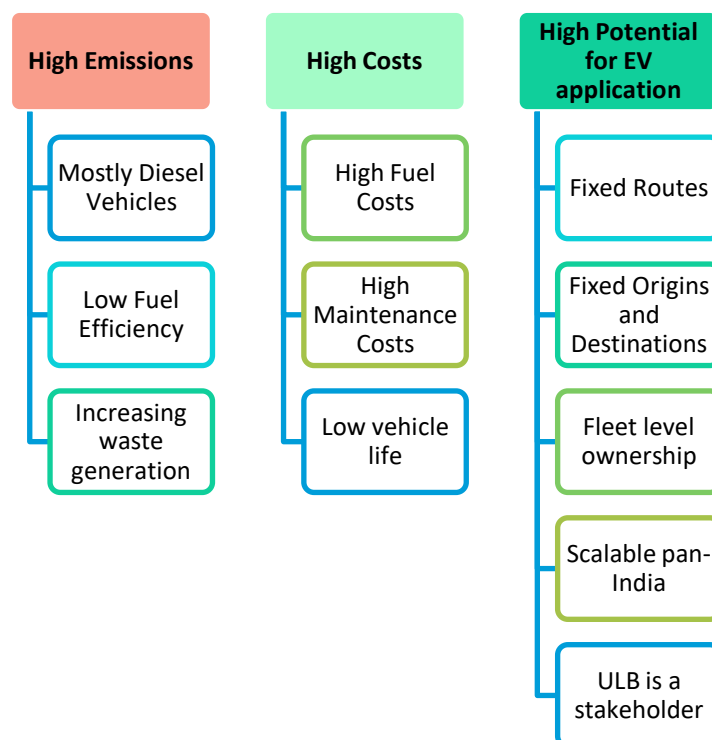 High Emissions
Mostly Diesel
Vehicles
Low Fuel
Efficiency
Increasing
waste
generation
High Costs
High Fuel
Costs
High
Maintenance
Costs
Low vehicle
life
High Potential
for EV
application
Fixed Routes
Fixed Origins
and
Destinations
Fleet level
ownership
Scalable pan-
India
ULB is a
stakeholder